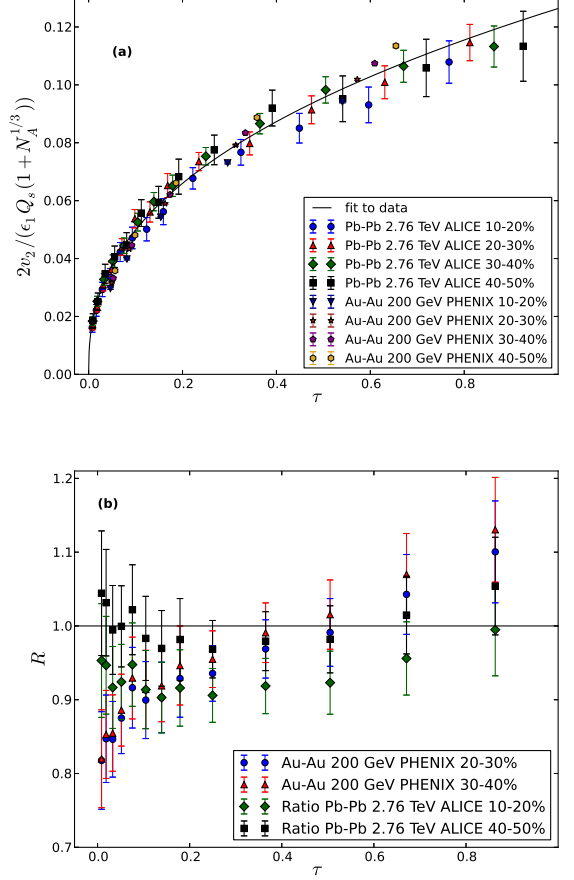 0.12
0.10
0.08
0.06
0.04
0.02
0.00
2v₂/(ϵ₁ Q_s (1 + N_A^{1/3}))
(a)
fit to data
Pb-Pb 2.76 TeV ALICE 10-20%
Pb-Pb 2.76 TeV ALICE 20-30%
Pb-Pb 2.76 TeV ALICE 30-40%
Pb-Pb 2.76 TeV ALICE 40-50%
Au-Au 200 GeV PHENIX 10-20%
Au-Au 200 GeV PHENIX 20-30%
Au-Au 200 GeV PHENIX 30-40%
Au-Au 200 GeV PHENIX 40-50%
0.0 0.2 0.4 0.6 0.8
τ
1.2
1.1
1.0
0.9
0.8
0.7
R
(b)
Au-Au 200 GeV PHENIX 20-30%
Au-Au 200 GeV PHENIX 30-40%
Ratio Pb-Pb 2.76 TeV ALICE 10-20%
Ratio Pb-Pb 2.76 TeV ALICE 40-50%
0.0 0.2 0.4 0.6 0.8
τ